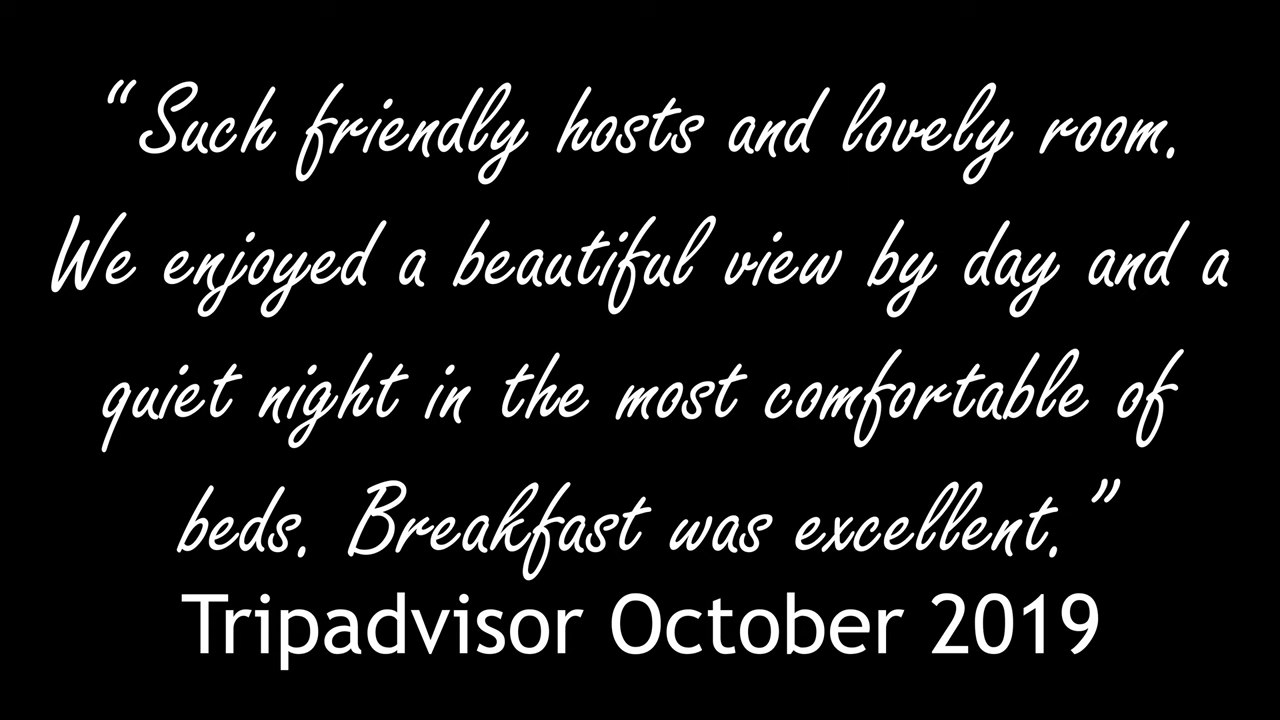 “Such friendly hosts and lovely room.
We enjoyed a beautiful view by day and a
quiet night in the most comfortable of
beds. Breakfast was excellent.”
Tripadvisor October 2019